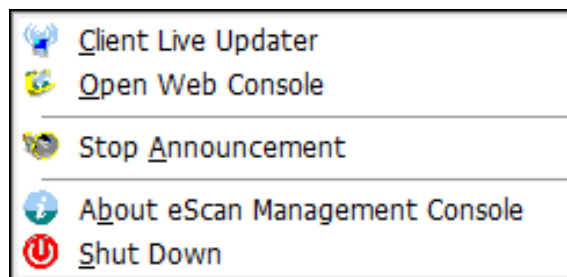 Client Live Updater
Open Web Console
Stop Announcement
About eScan Management Console
Shut Down